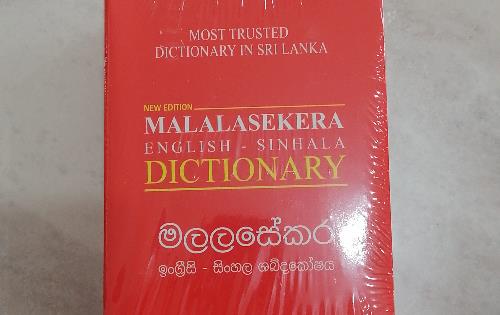 MOST TRUSTED
DICTIONARY IN SRI LANKA
NEW EDITION
MALALASEKERA
ENGLISH - SINHALA
DICTIONARY
මලලසේකර
ඉංග්‍රීසි - සිංහල ශබ්දකෝෂය